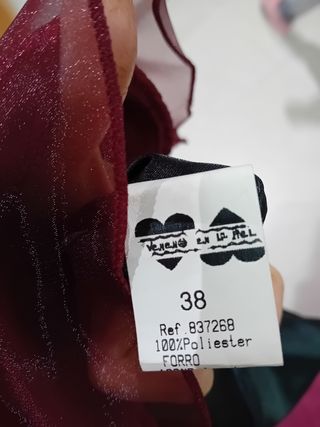 Veneno en la Piel
38
Ref.837268
100%Poliester
FORRO